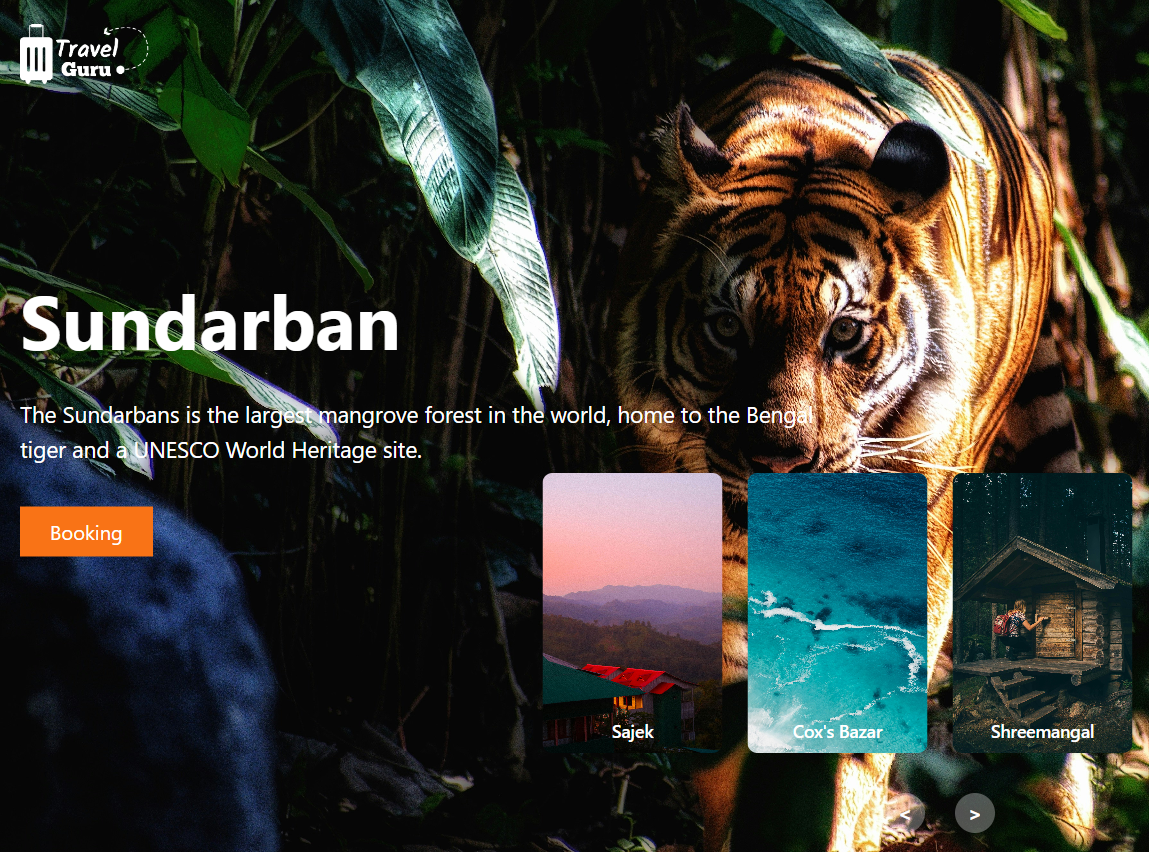 Travel
Guru
Sundarban
The Sundarbans is the largest mangrove forest in the world, home to the Bengal
tiger and a UNESCO World Heritage site.
Booking
Sajek
Cox's Bazar
Shreemangal
< >